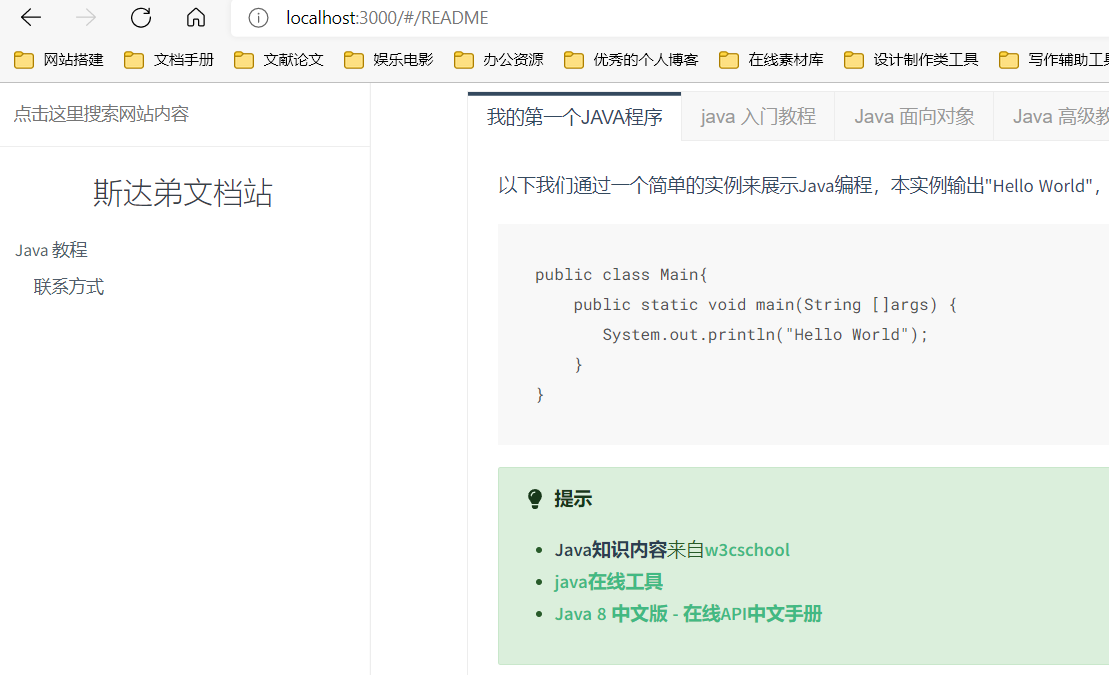 localhost:3000/#/README
网站搭建 文档手册 文献论文 娱乐电影 办公资源 优秀的个人博客 在线素材库 设计制作类工具 写作辅助工具
点击这里搜索网站内容
斯达弟文档站
Java 教程
联系方式
我的第一个JAVA程序 java 入门教程 Java 面向对象 Java 高级教
以下我们通过一个简单的实例来展示Java编程，本实例输出"Hello World"，
public class Main{
    public static void main(String []args) {
       System.out.println("Hello World");
    }
}
提示
Java知识内容来自w3cschool
java在线工具
Java 8 中文版 - 在线API中文手册